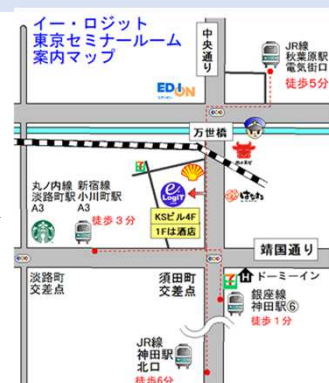 イー・ロジット
東京セミナールーム
案内マップ
中央通り
JR線
秋葉原駅
電気街口
徒歩5分
EDION
万世橋
丸ノ内線
淡路町駅
A3
新宿線
小川町駅
A3
徒歩3分
e
LogiT
KSビル4F
1Fは酒店
靖国通り
淡路町
交差点
須田町
交差点
ドーミーイン
銀座線
神田駅⑥
徒歩1分
JR線
神田駅
北口
徒歩6分